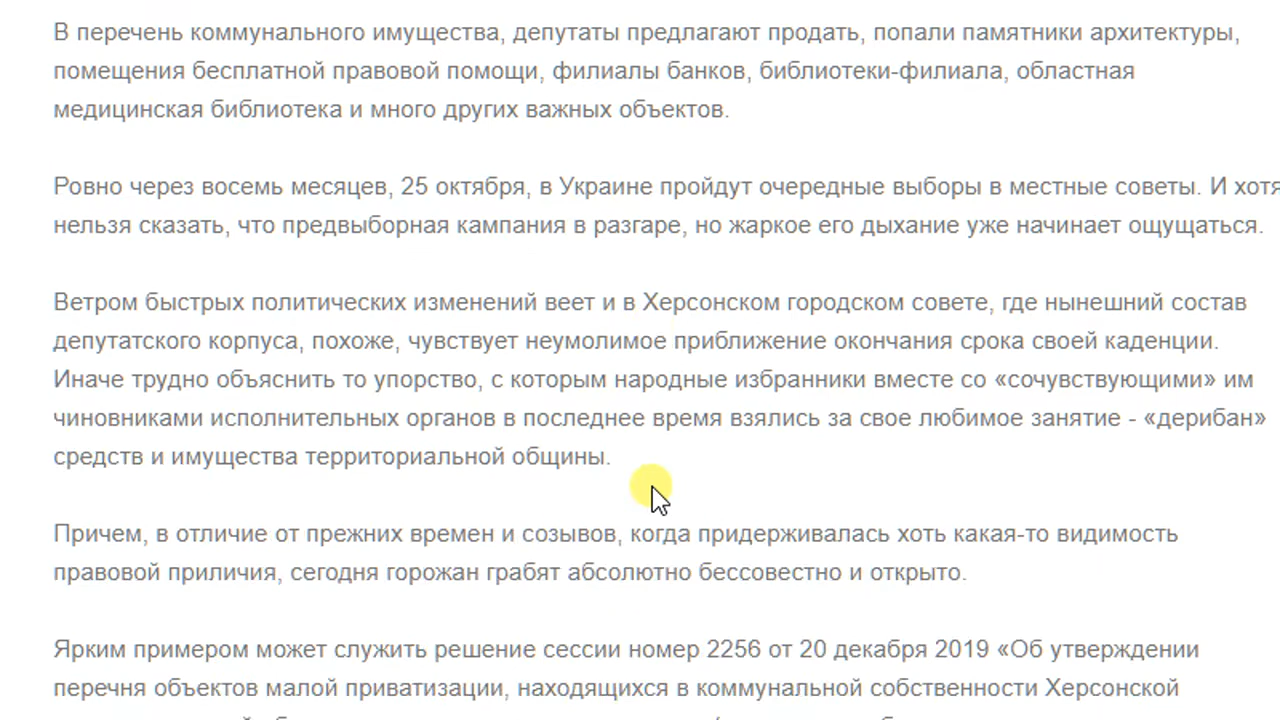 В перечень коммунального имущества, депутаты предлагают продать, попали памятники архитектуры,
помещения бесплатной правовой помощи, филиалы банков, библиотеки-филиала, областная
медицинская библиотека и много других важных объектов.
Ровно через восемь месяцев, 25 октября, в Украине пройдут очередные выборы в местные советы. И хотя
нельзя сказать, что предвыборная кампания в разгаре, но жаркое его дыхание уже начинает ощущаться.
Ветром быстрых политических изменений веет и в Херсонском городском совете, где нынешний состав
депутатского корпуса, похоже, чувствует неумолимое приближение окончания срока своей каденции.
Иначе трудно объяснить то упорство, с которым народные избранники вместе со «сочувствующими» им
чиновниками исполнительных органов в последнее время взялись за свое любимое занятие - «дерибан»
средств и имущества территориальной общины.
Причем, в отличие от прежних времен и созывов, когда придерживалась хоть какая-то видимость
правовой приличия, сегодня горожан грабят абсолютно бессовестно и открыто.
Ярким примером может служить решение сессии номер 2256 от 20 декабря 2019 «Об утверждении
перечня объектов малой приватизации, находящихся в коммунальной собственности Херсонской